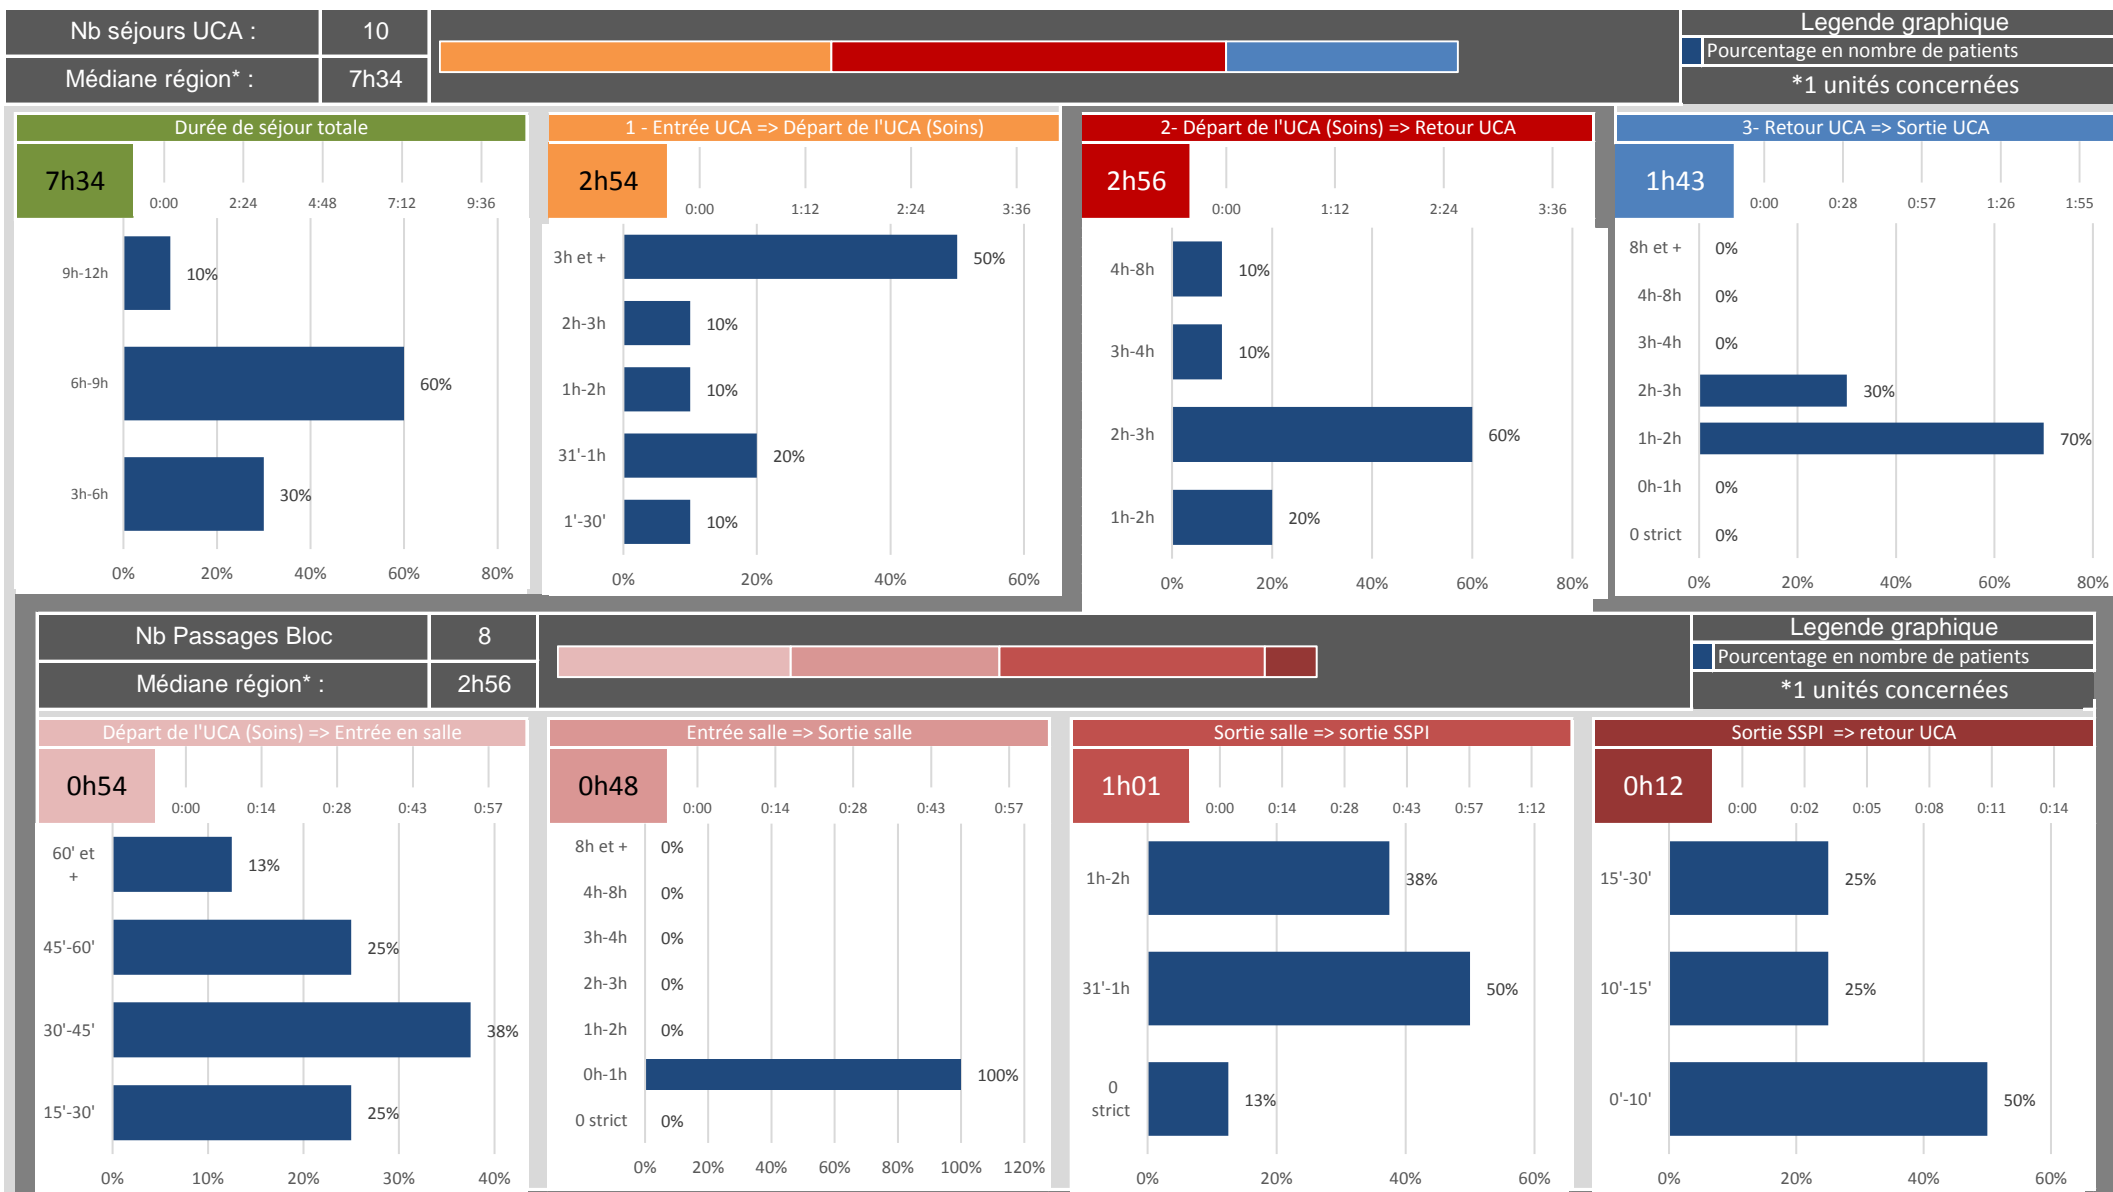 Nb séjours UCA : 10
Médiane région* : 7h34
Legende graphique
Pourcentage en nombre de patients
*1 unités concernées
Durée de séjour totale
7h34
0:00 2:24 4:48 7:12 9:36
9h-12h 10%
6h-9h 60%
3h-6h 30%
0% 20% 40% 60% 80%
1 - Entrée UCA => Départ de l'UCA (Soins)
2h54
0:00 1:12 2:24 3:36
3h et + 50%
2h-3h 10%
1h-2h 10%
31'-1h 20%
1'-30' 10%
0% 20% 40% 60%
2- Départ de l'UCA (Soins) => Retour UCA
2h56
0:00 1:12 2:24 3:36
4h-8h 10%
3h-4h 10%
2h-3h 60%
1h-2h 20%
0% 20% 40% 60% 80%
3- Retour UCA => Sortie UCA
1h43
0:00 0:28 0:57 1:26 1:55
8h et + 0%
4h-8h 0%
3h-4h 0%
2h-3h 30%
1h-2h 70%
0h-1h 0%
0 strict 0%
0% 20% 40% 60% 80%
Nb Passages Bloc 8
Médiane région* : 2h56
Legende graphique
Pourcentage en nombre de patients
*1 unités concernées
Départ de l'UCA (Soins) => Entrée en salle
0h54
0:00 0:14 0:28 0:43 0:57
60' et
+ 13%
45'-60' 25%
30'-45' 38%
15'-30' 25%
0% 10% 20% 30% 40%
Entrée salle => Sortie salle
0h48
0:00 0:14 0:28 0:43 0:57
8h et + 0%
4h-8h 0%
3h-4h 0%
2h-3h 0%
1h-2h 0%
0h-1h 100%
0 strict 0%
0% 20% 40% 60% 80% 100% 120%
Sortie salle => sortie SSPI
1h01
0:00 0:14 0:28 0:43 0:57 1:12
1h-2h 38%
31'-1h 50%
0
strict 13%
0% 20% 40% 60%
Sortie SSPI => retour UCA
0h12
0:00 0:02 0:05 0:08 0:11 0:14
15'-30' 25%
10'-15' 25%
0'-10' 50%
0% 20% 40% 60%